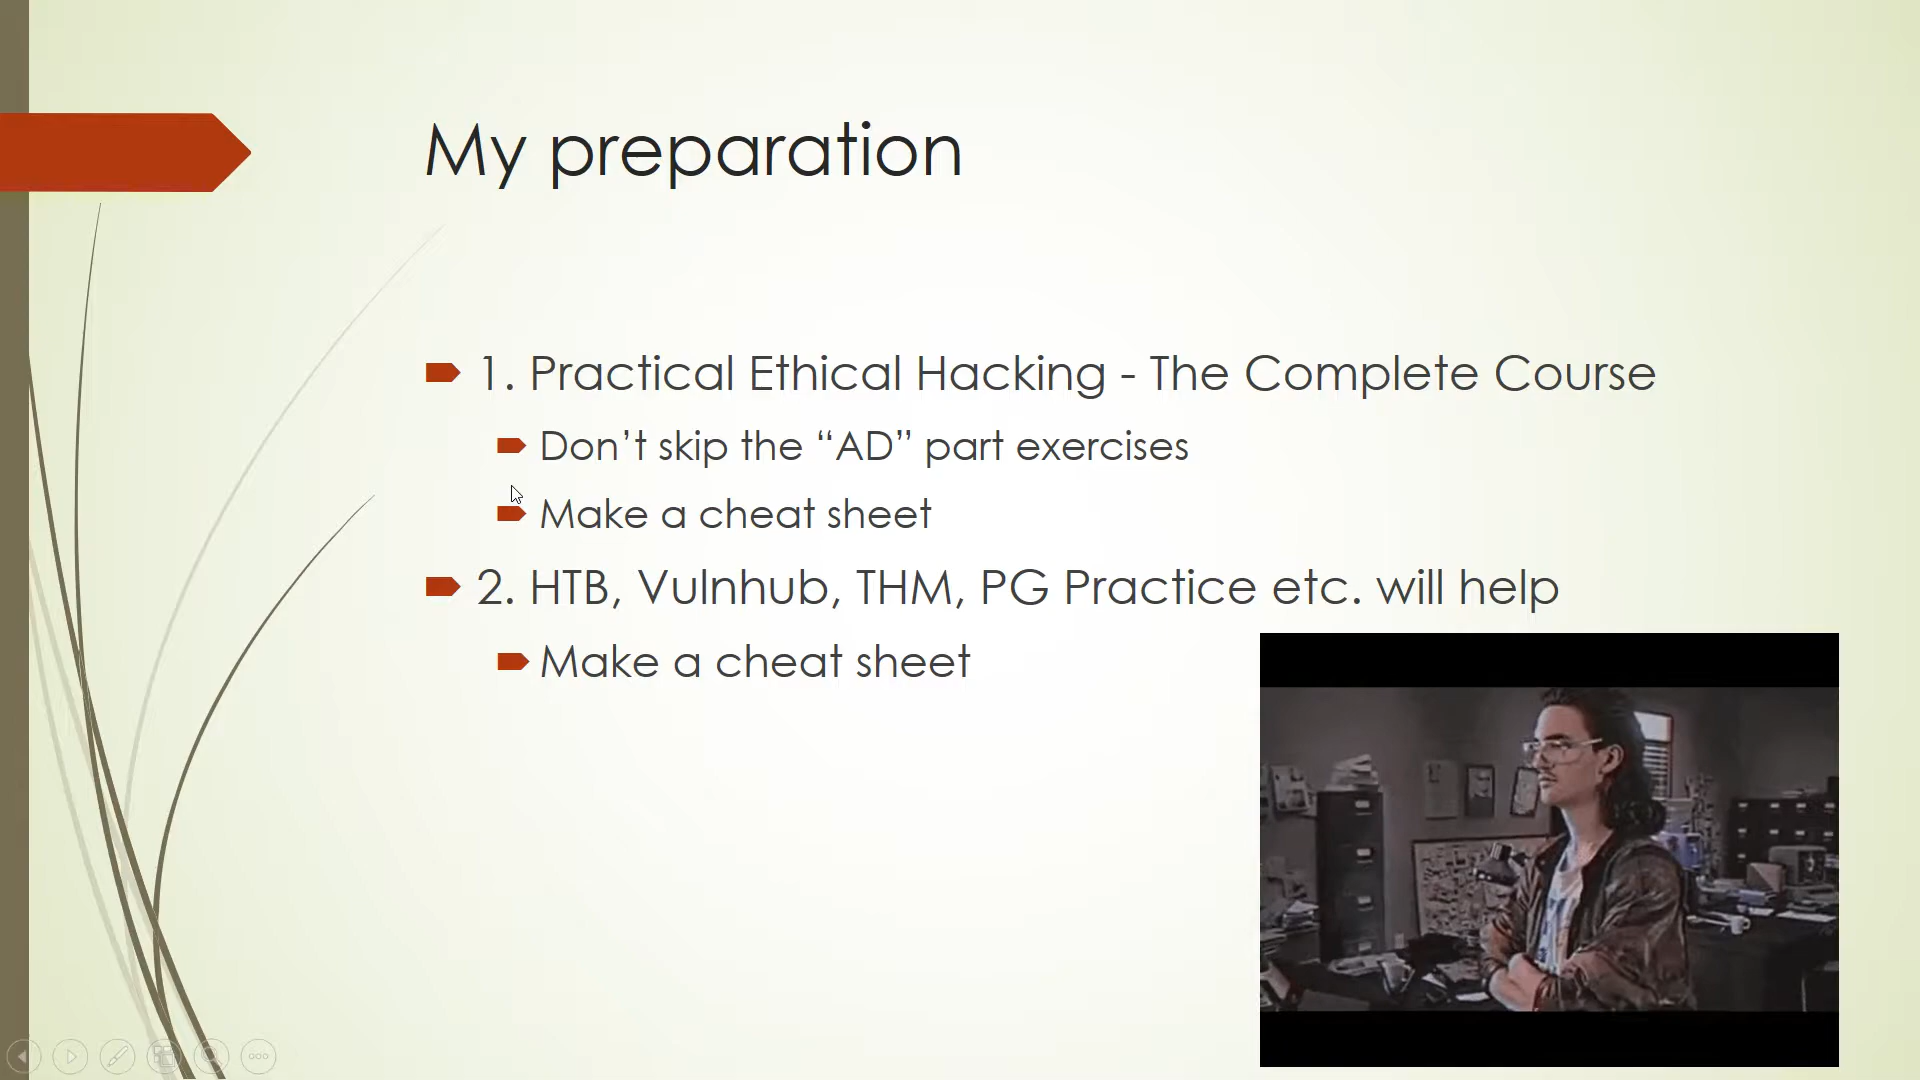 My preparation
1. Practical Ethical Hacking - The Complete Course
Don’t skip the “AD” part exercises
Make a cheat sheet
2. HTB, Vulnhub, THM, PG Practice etc. will help
Make a cheat sheet